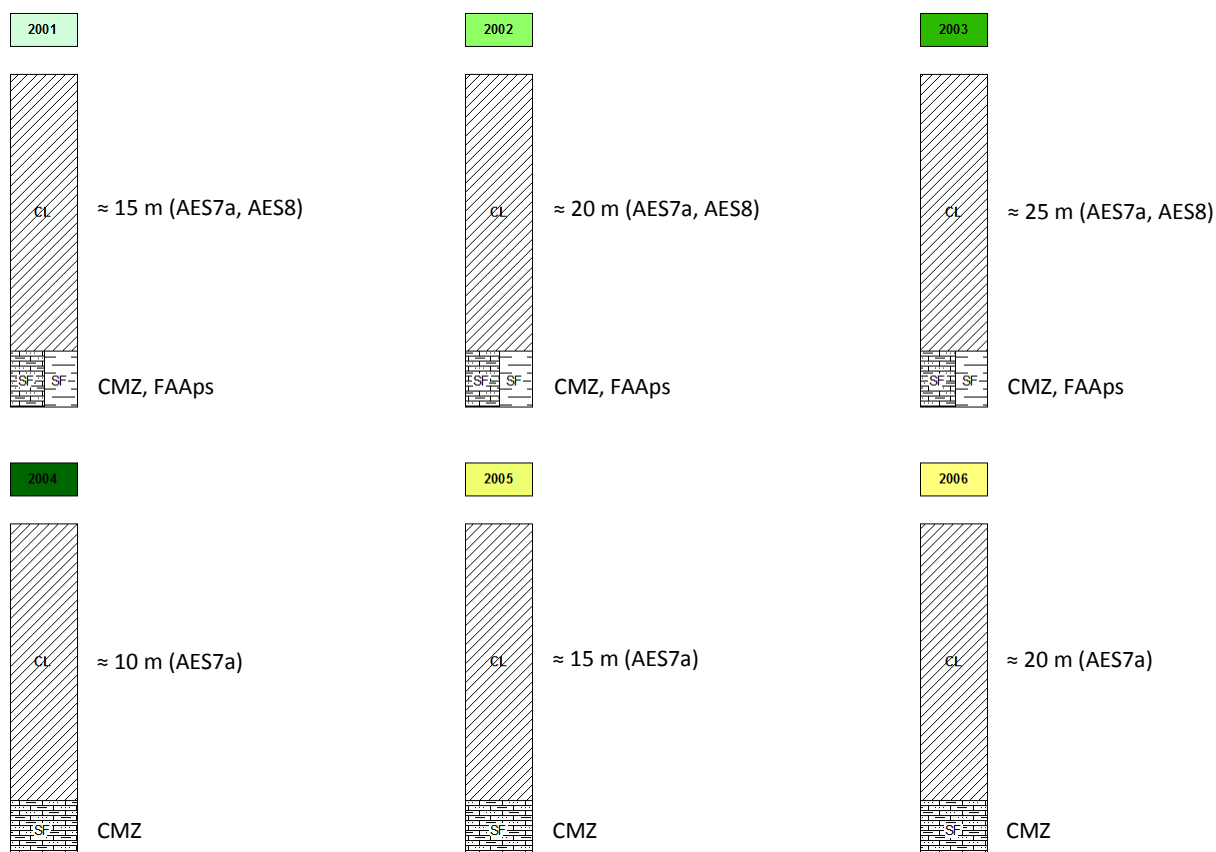 2001
2002
2003
CL
≈ 15 m (AES7a, AES8)
CL
≈ 20 m (AES7a, AES8)
CL
≈ 25 m (AES7a, AES8)
SF
SF
CMZ, FAAps
SF
SF
CMZ, FAAps
SF
SF
CMZ, FAAps
2004
2005
2006
CL
≈ 10 m (AES7a)
CL
≈ 15 m (AES7a)
CL
≈ 20 m (AES7a)
SF
CMZ
SF
CMZ
SF
CMZ